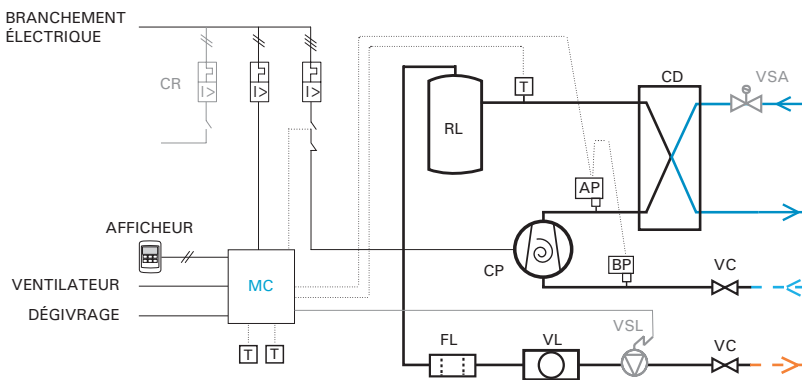 BRANCHEMENT
ÉLECTRIQUE
CR
I>
I>
I>
T
RL
CD
VSA
AP
AFFICHEUR
CP
BP
VC
VENTILATEUR
MC
DÉGIVRAGE
VSL
FL
VL
VC
T
T